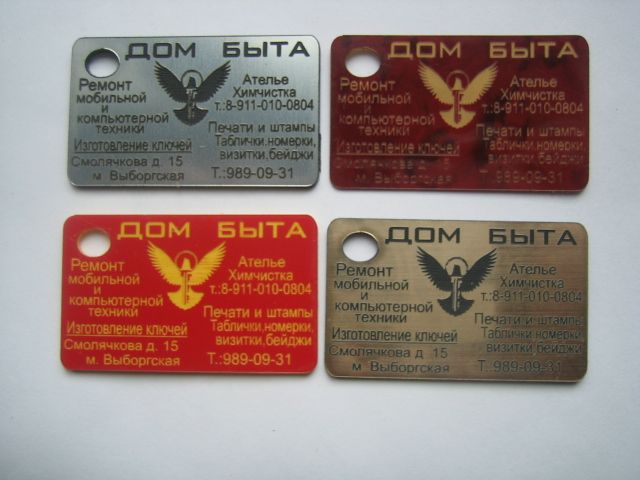 ДОМ БЫТА
Ремонт
мобильной
и
компьютерной
техники
Изготовление ключей
Смолячкова д. 15
м Выборгская
Ателье
Химчистка
т.:8-911-010-0804
Печати и штампы
Таблички,номерки,
визитки,бейджи
Т.:989-09-31
ДОМ БЫТА
Ремонт
мобильной
и
компьютерной
техники
Изготовление ключей
Смолячкова д. 15
м. Выборгская
Ателье
Химчистка
т.:8-911-010-0804
Печати и штампы
Таблички,номерки,
визитки,бейджи
Т.:989-09-31
ДОМ БЫТА
Ремонт
мобильной
и
компьютерной
техники
Изготовление ключей
Смолячкова д. 15
м. Выборгская
Ателье
Химчистка
т.:8-911-010-0804
Печати и штампы
Таблички,номерки,
визитки,бейджи
Т.:989-09-31
ДОМ БЫТА
Ремонт
мобильной
и
компьютерной
техники
Изготовление ключей
Смолячкова д. 15
м Выборгская
Ателье
Химчистка
т.:8-911-010-0804
Печати и штампы
Таблички,номерки,
визитки,бейджи
Т.:989-09-31